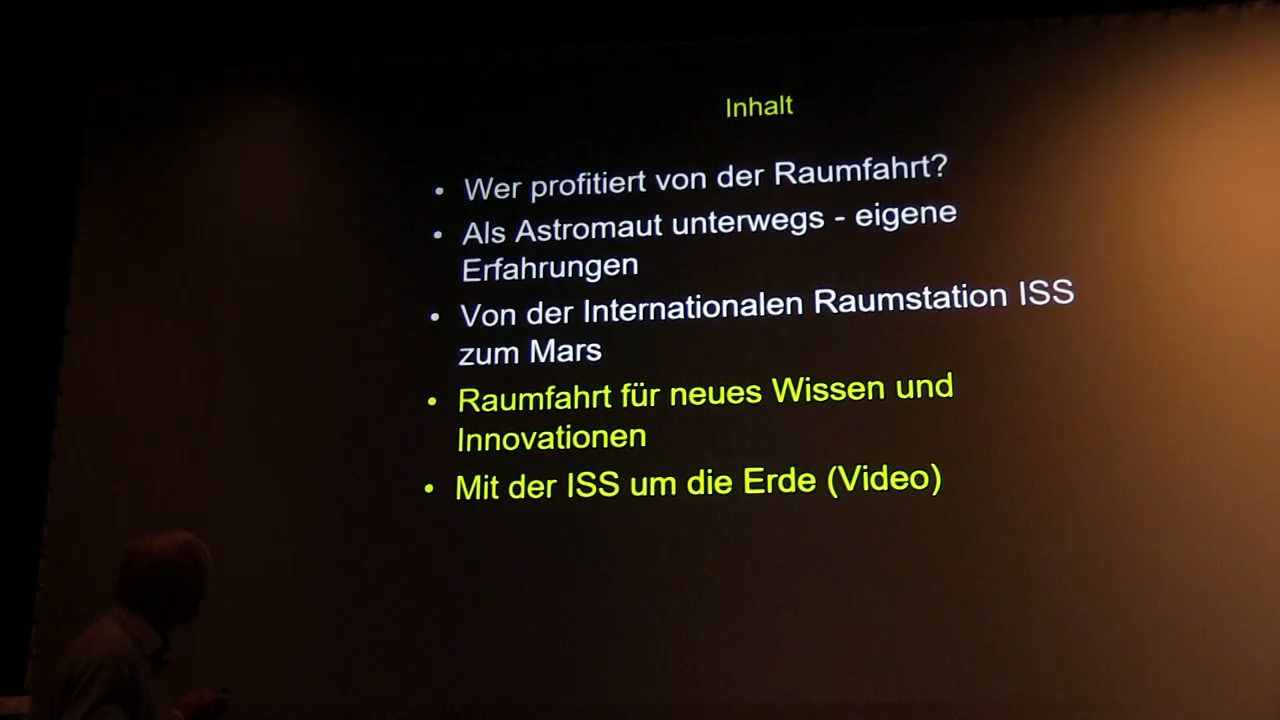 Inhalt
• Wer profitiert von der Raumfahrt?
• Als Astromaut unterwegs - eigene
Erfahrungen
• Von der Internationalen Raumstation ISS
zum Mars
• Raumfahrt für neues Wissen und
Innovationen
• Mit der ISS um die Erde (Video)